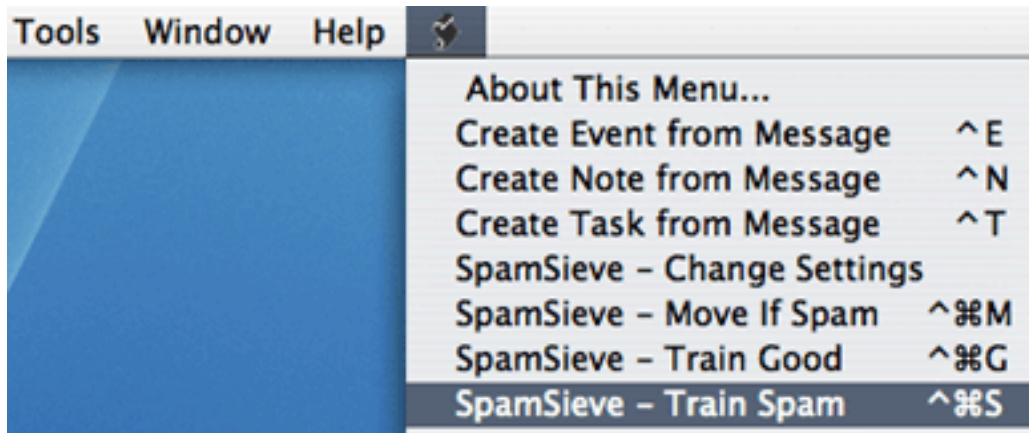 Tools Window Help
About This Menu...
Create Event from Message ^E
Create Note from Message ^N
Create Task from Message ^T
SpamSieve – Change Settings
SpamSieve – Move If Spam ^⌘M
SpamSieve – Train Good ^⌘G
SpamSieve – Train Spam ^⌘S